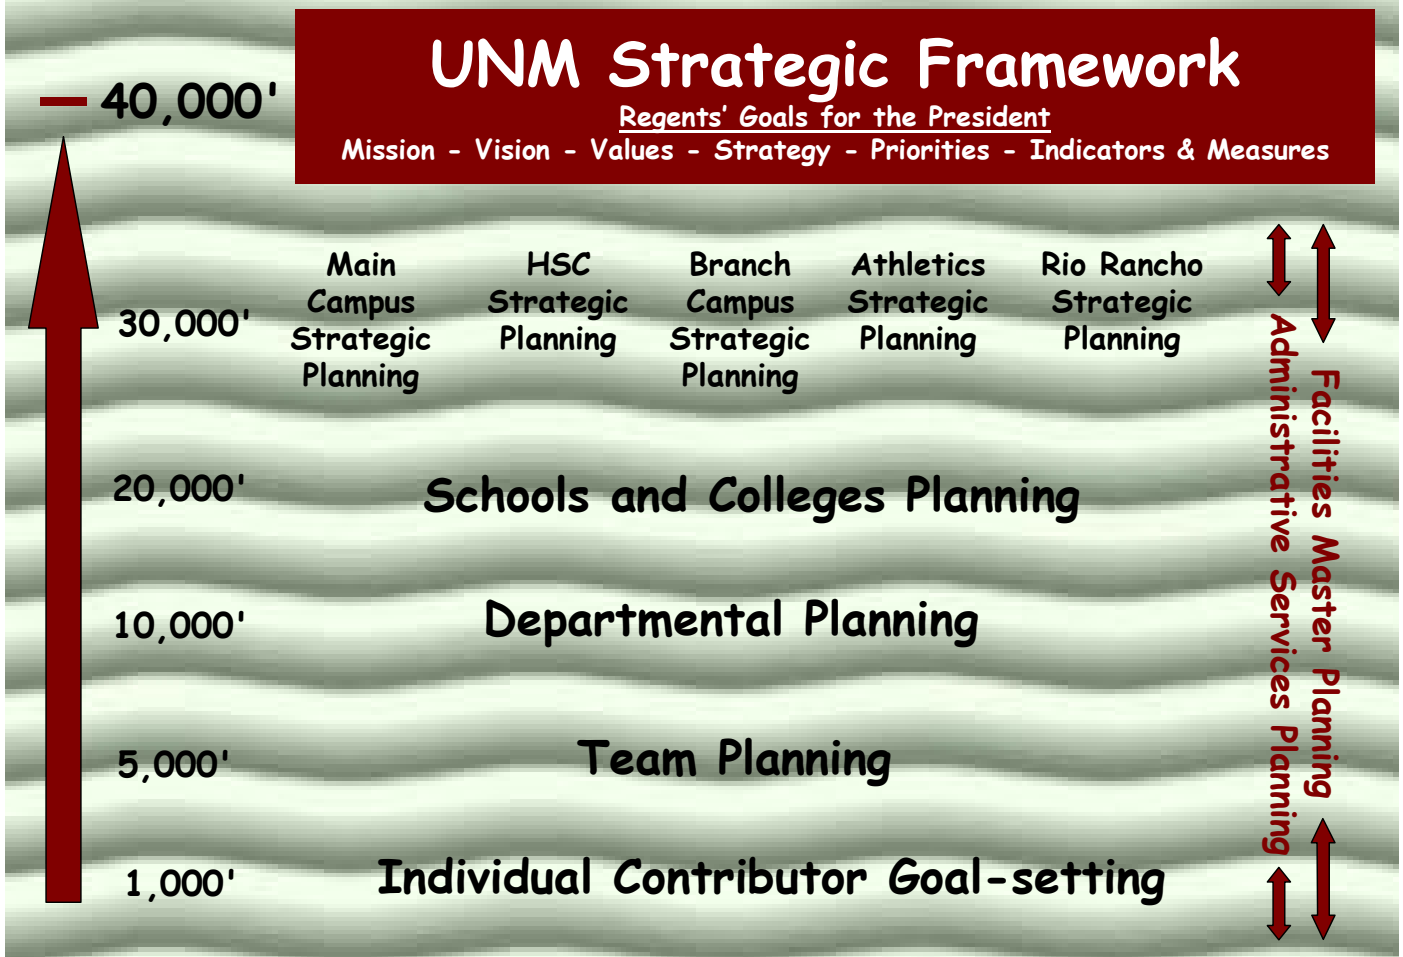 UNM Strategic Framework
Regents’ Goals for the President
Mission - Vision - Values - Strategy - Priorities - Indicators & Measures
40,000'
30,000'
Main
Campus
Strategic
Planning
HSC
Strategic
Planning
Branch
Campus
Strategic
Planning
Athletics
Strategic
Planning
Rio Rancho
Strategic
Planning
20,000'
Schools and Colleges Planning
10,000'
Departmental Planning
5,000'
Team Planning
1,000'
Individual Contributor Goal-setting
Administrative Services Planning
Facilities Master Planning